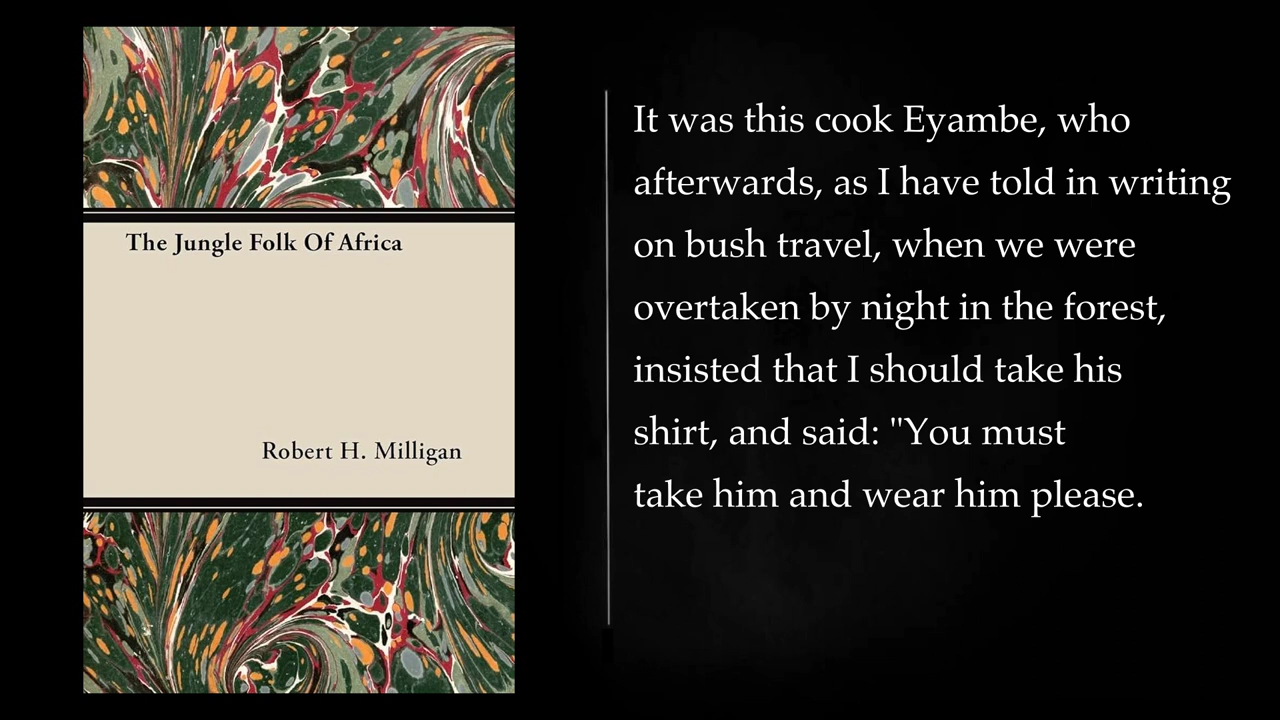 The Jungle Folk Of Africa
Robert H. Milligan
It was this cook Eyambe, who
afterwards, as I have told in writing
on bush travel, when we were
overtaken by night in the forest,
insisted that I should take his
shirt, and said: "You must
take him and wear him please.